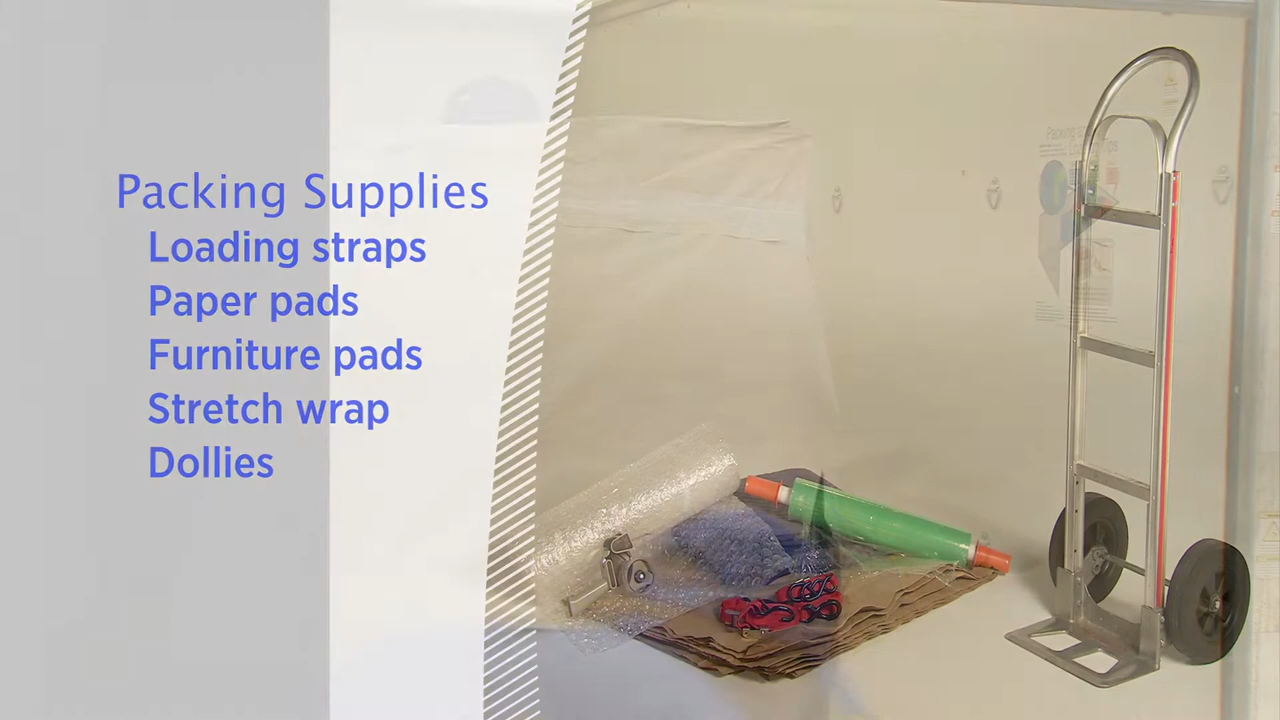 Packing Supplies
Loading straps
Paper pads
Furniture pads
Stretch wrap
Dollies